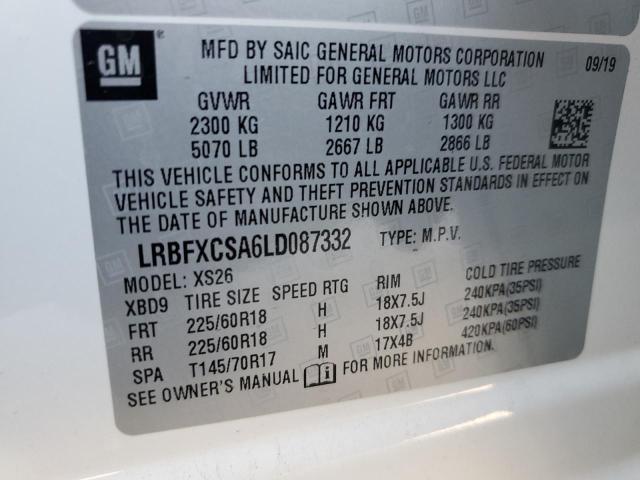 GM
MFD BY SAIC GENERAL MOTORS CORPORATION 09/19
LIMITED FOR GENERAL MOTORS LLC
GVWR GAWR FRT GAWR RR
2300 KG 1210 KG 1300 KG
5070 LB 2667 LB 2866 LB
THIS VEHICLE CONFORMS TO ALL APPLICABLE U.S. FEDERAL MOTOR
VEHICLE SAFETY AND THEFT PREVENTION STANDARDS IN EFFECT ON
THE DATE OF MANUFACTURE SHOWN ABOVE.
LRBFXCSA6LD087332 TYPE: M.P.V.
MODEL: XS26
XBD9 TIRE SIZE SPEED RTG RIM COLD TIRE PRESSURE
FRT 225/60R18 H 18X7.5J 240KPA(35PSI)
RR 225/60R18 H 18X7.5J 240KPA(35PSI)
SPA T145/70R17 M 17X4B 420KPA(60PSI)
SEE OWNER'S MANUAL FOR MORE INFORMATION.